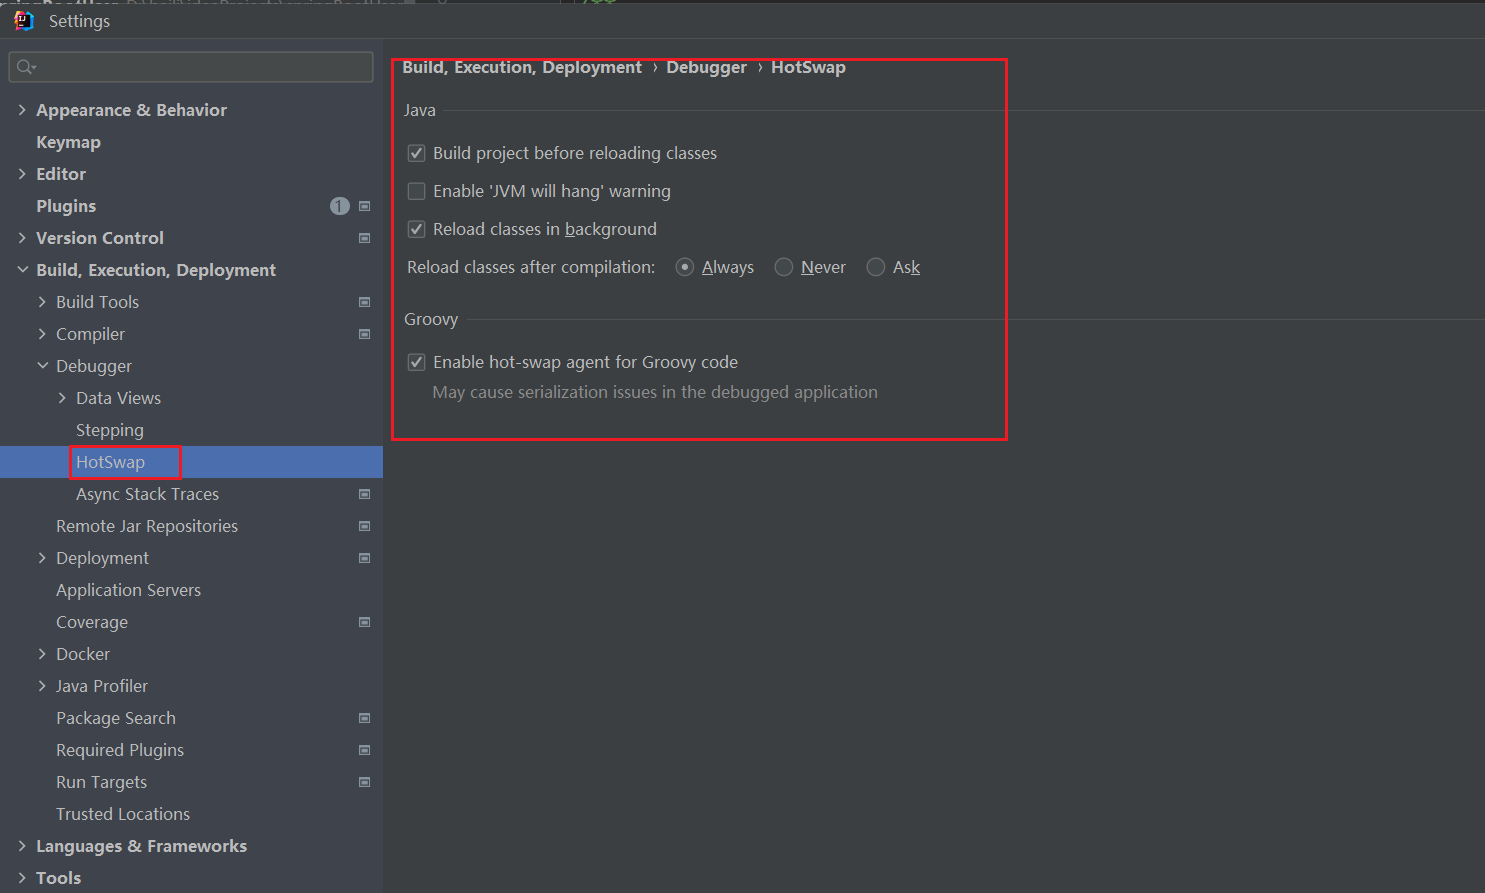 Settings
Appearance & Behavior
Keymap
Editor
Plugins 1
Version Control
Build, Execution, Deployment
Build Tools
Compiler
Debugger
Data Views
Stepping
HotSwap
Async Stack Traces
Remote Jar Repositories
Deployment
Application Servers
Coverage
Docker
Java Profiler
Package Search
Required Plugins
Run Targets
Trusted Locations
Languages & Frameworks
Tools
Build, Execution, Deployment › Debugger › HotSwap
Java
Build project before reloading classes
Enable 'JVM will hang' warning
Reload classes in background
Reload classes after compilation: Always Never Ask
Groovy
Enable hot-swap agent for Groovy code
May cause serialization issues in the debugged application